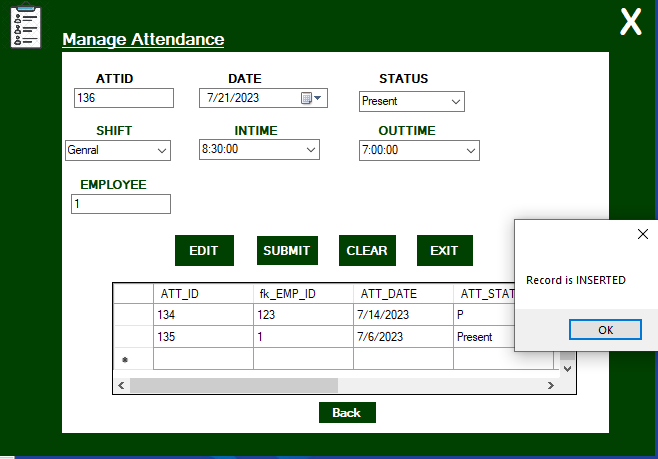 X
Manage Attendance
ATTID DATE STATUS
136 7/21/2023 Present
SHIFT INTIME OUTTIME
Genral 8:30:00 7:00:00
EMPLOYEE
1
EDIT SUBMIT CLEAR EXIT
Record is INSERTED
OK
ATT_ID fk_EMP_ID ATT_DATE ATT_STAT
134 123 7/14/2023 P
135 1 7/6/2023 Present
Back